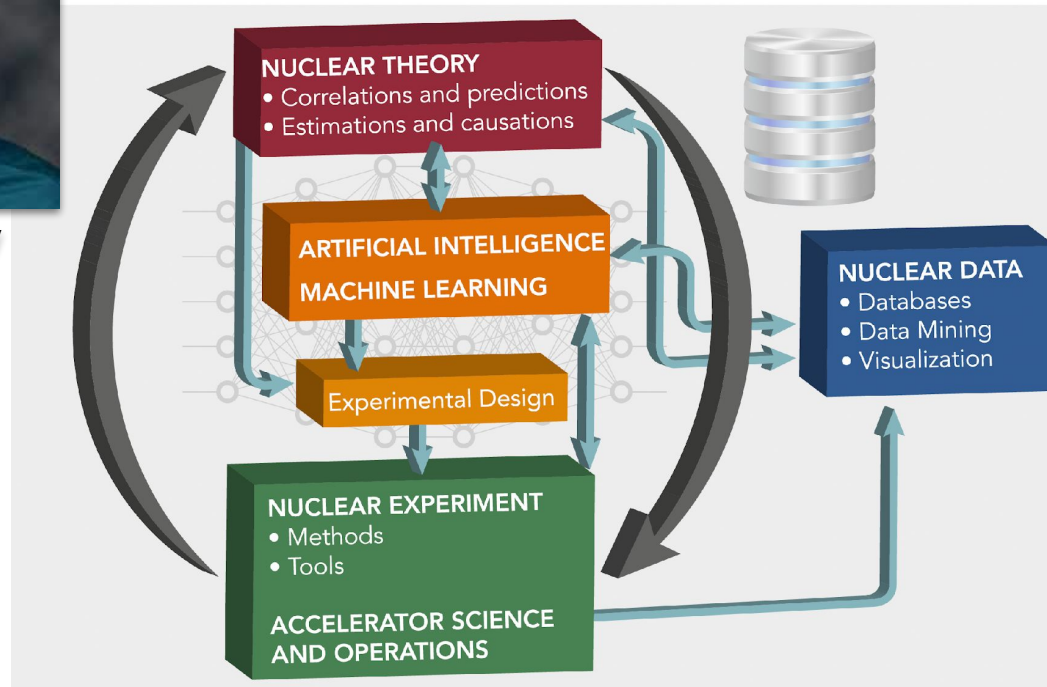 NUCLEAR THEORY
• Correlations and predictions
• Estimations and causations
ARTIFICIAL INTELLIGENCE
MACHINE LEARNING
Experimental Design
NUCLEAR EXPERIMENT
• Methods
• Tools
ACCELERATOR SCIENCE
AND OPERATIONS
NUCLEAR DATA
• Databases
• Data Mining
• Visualization